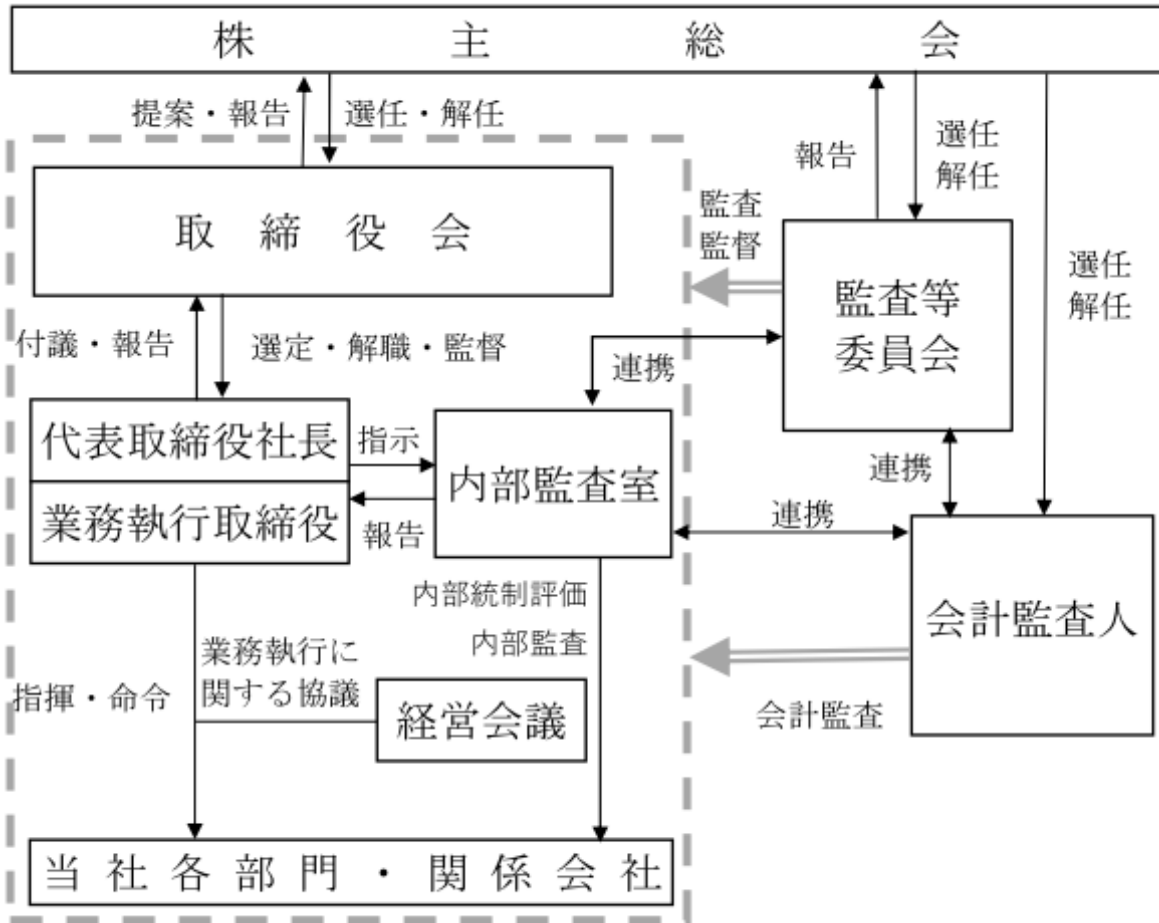 株主総会
提案・報告
選任・解任
報告
選任
解任
取締役会
監査
監督
監査等
委員会
選任
解任
付議・報告
選定・解職・監督
連携
代表取締役社長
指示
内部監査室
連携
業務執行取締役
報告
連携
内部統制評価
内部監査
会計監査人
業務執行に
関する協議
指揮・命令
経営会議
会計監査
当社各部門・関係会社